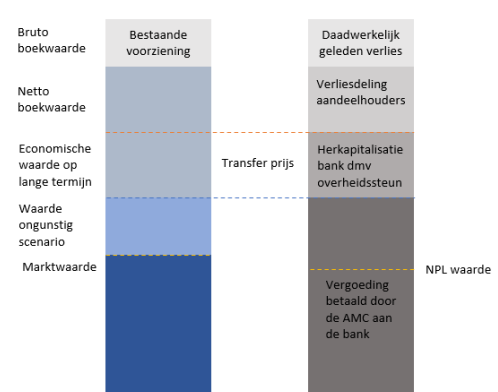 Bruto
boekwaarde
Bestaande
voorziening
Daadwerkelijk
geleden verlies
Netto
boekwaarde
Verliesdeling
aandeelhouders
Economische
waarde op
lange termijn
Transfer prijs
Herkapitalisatie
bank dmv
overheidssteun
Waarde
ongunstig
scenario
Marktwaarde
NPL waarde
Vergoeding
betaald door
de AMC aan
de bank